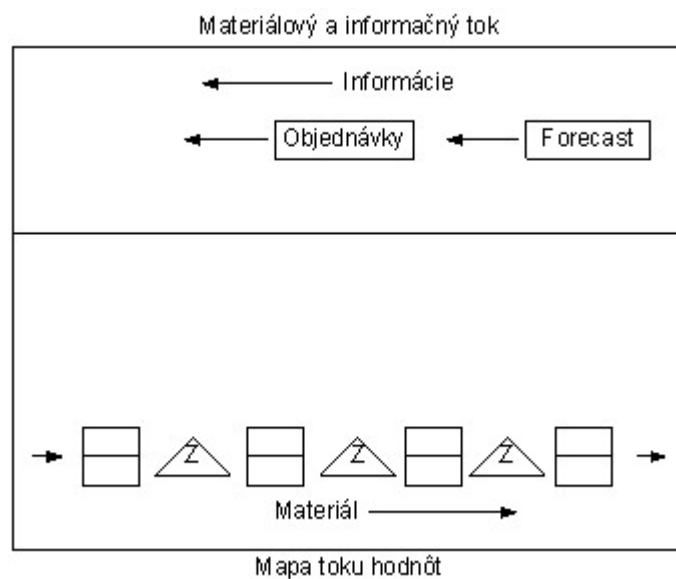 Materiálový a informačný tok
Informácie
Objednávky Forecast
Z Z Z
Materiál
Mapa toku hodnôt